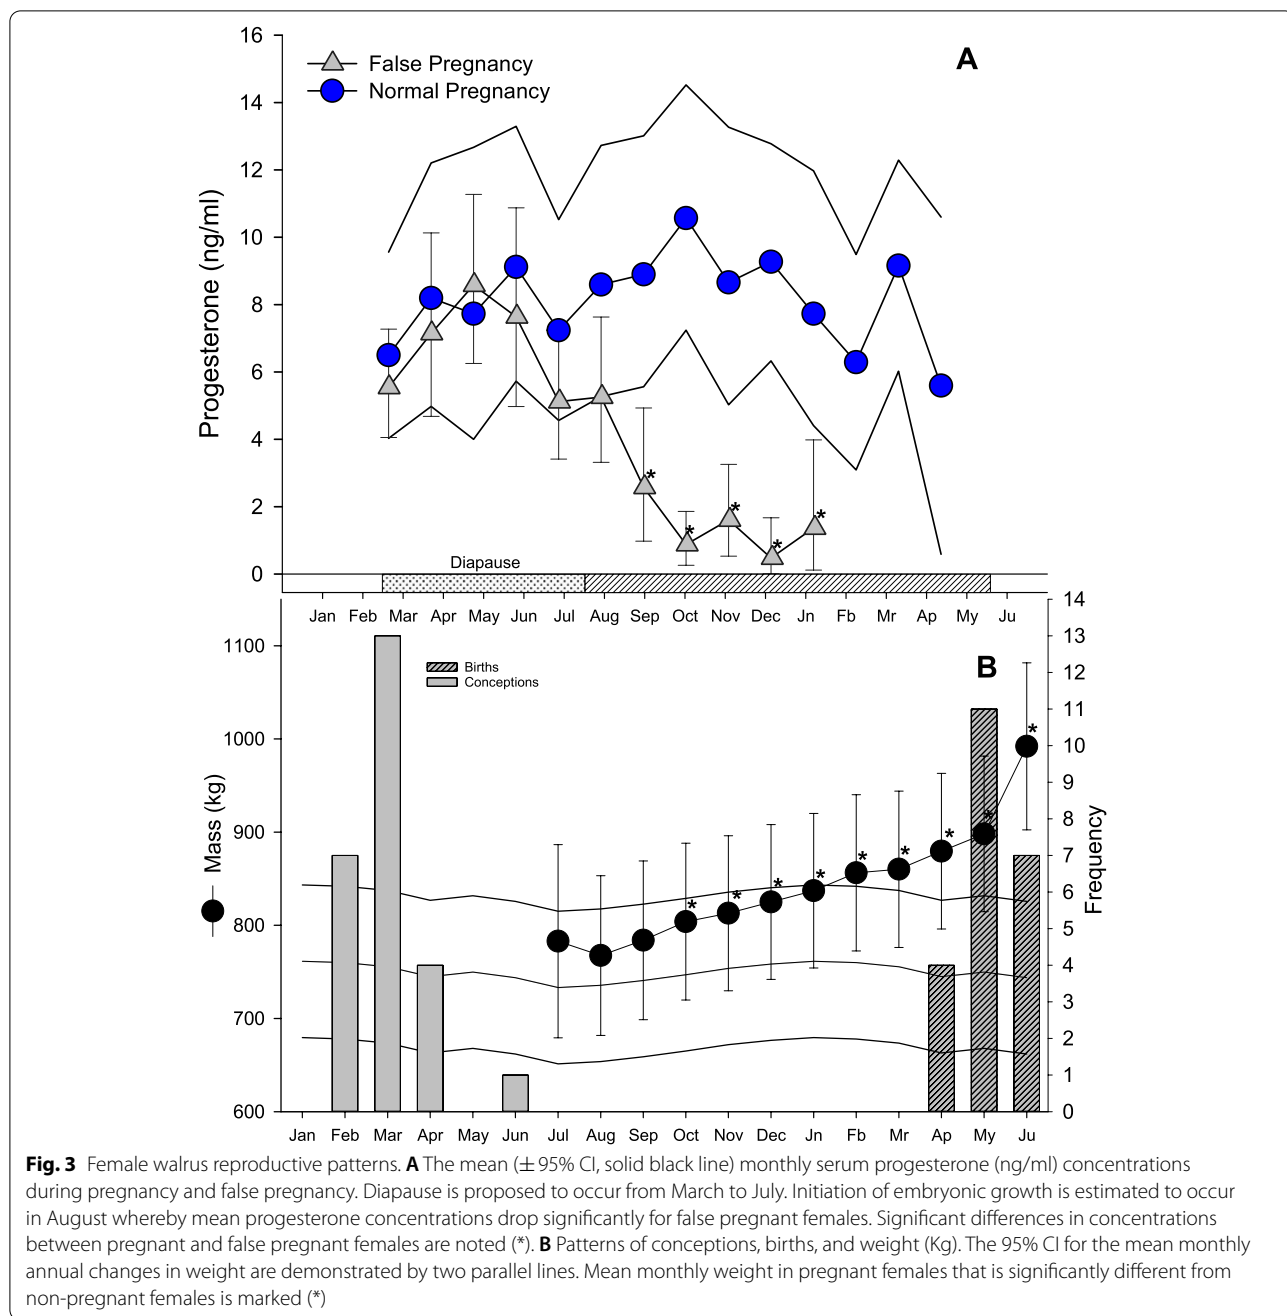 16
14
12
10
8
6
4
2
0
Progesterone (ng/ml)
False Pregnancy
Normal Pregnancy
A
*
*
*
*
*
Diapause
Jan Feb Mar Apr May Jun Jul Aug Sep Oct Nov Dec Jn Fb Mr Ap My Ju
1100
1000
900
800
700
600
Mass (kg)
Births
Conceptions
B
*
*
*
*
*
*
*
*
*
*
14
13
12
11
10
9
8
7
6
5
4
3
2
1
0
Frequency
Jan Feb Mar Apr May Jun Jul Aug Sep Oct Nov Dec Jn Fb Mr Ap My Ju
Fig. 3 Female walrus reproductive patterns. A The mean (± 95% CI, solid black line) monthly serum progesterone (ng/ml) concentrations
during pregnancy and false pregnancy. Diapause is proposed to occur from March to July. Initiation of embryonic growth is estimated to occur
in August whereby mean progesterone concentrations drop significantly for false pregnant females. Significant differences in concentrations
between pregnant and false pregnant females are noted (*). B Patterns of conceptions, births, and weight (Kg). The 95% CI for the mean monthly
annual changes in weight are demonstrated by two parallel lines. Mean monthly weight in pregnant females that is significantly different from
non-pregnant females is marked (*)